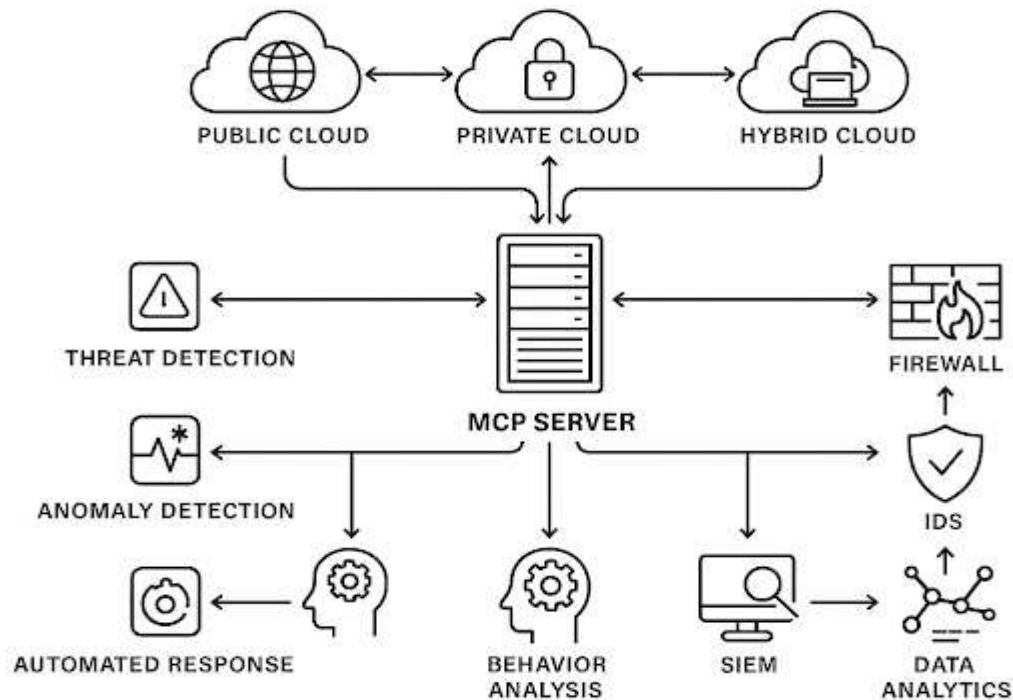 PUBLIC CLOUD
PRIVATE CLOUD
HYBRID CLOUD
THREAT DETECTION
MCP SERVER
FIREWALL
ANOMALY DETECTION
IDS
AUTOMATED RESPONSE
BEHAVIOR
ANALYSIS
SIEM
DATA
ANALYTICS